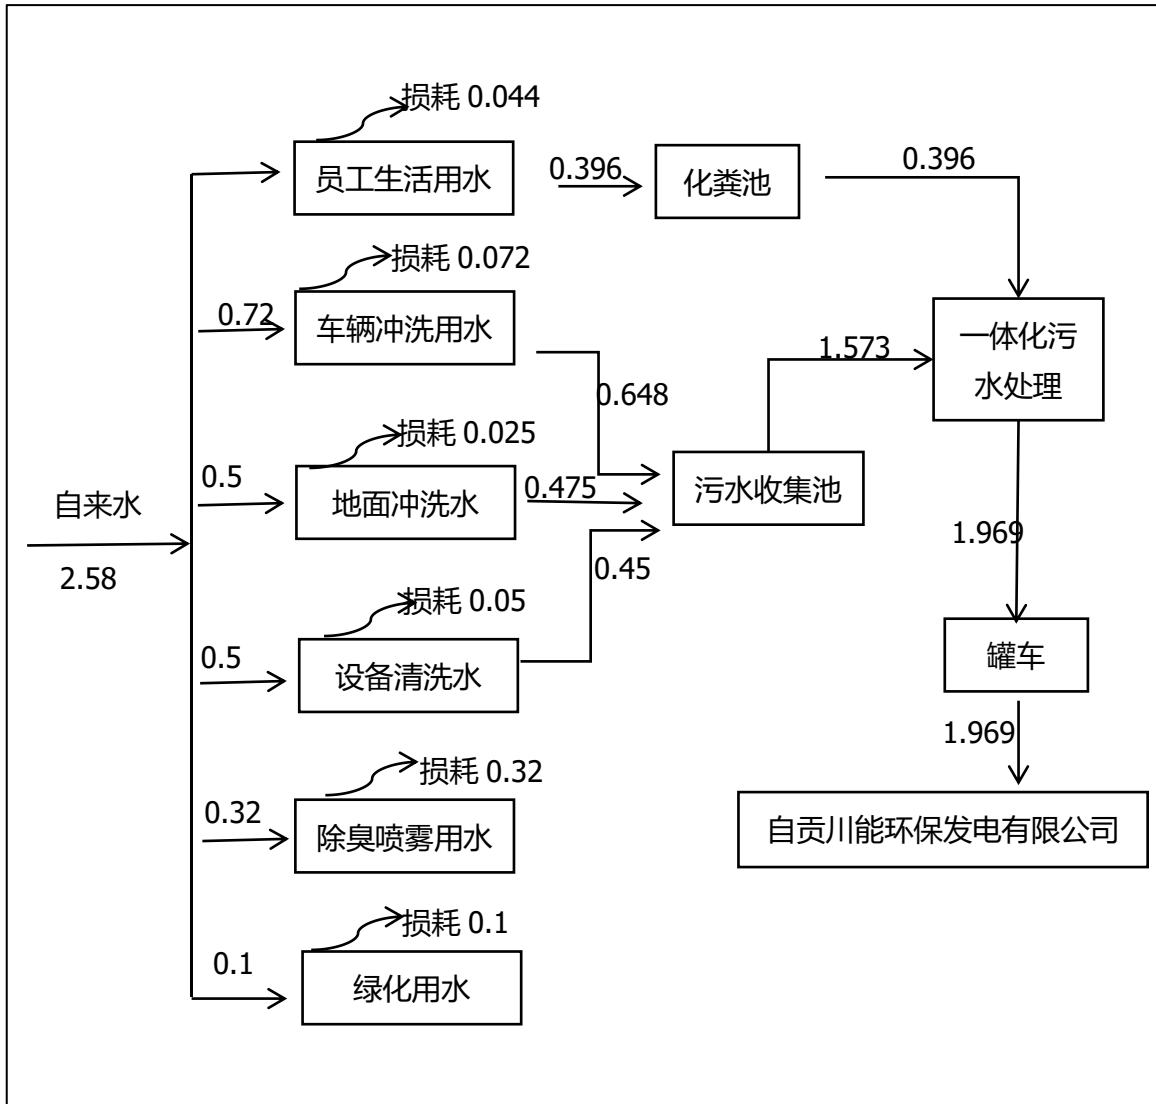 损耗 0.044
员工生活用水
0.396
化粪池
0.396
损耗 0.072
0.72
车辆冲洗用水
0.648
1.573
一体化污
水处理
损耗 0.025
0.5
地面冲洗水
0.475
污水收集池
自来水
2.58
0.45
1.969
损耗 0.05
0.5
设备清洗水
罐车
1.969
损耗 0.32
0.32
除臭喷雾用水
自贡川能环保发电有限公司
损耗 0.1
0.1
绿化用水